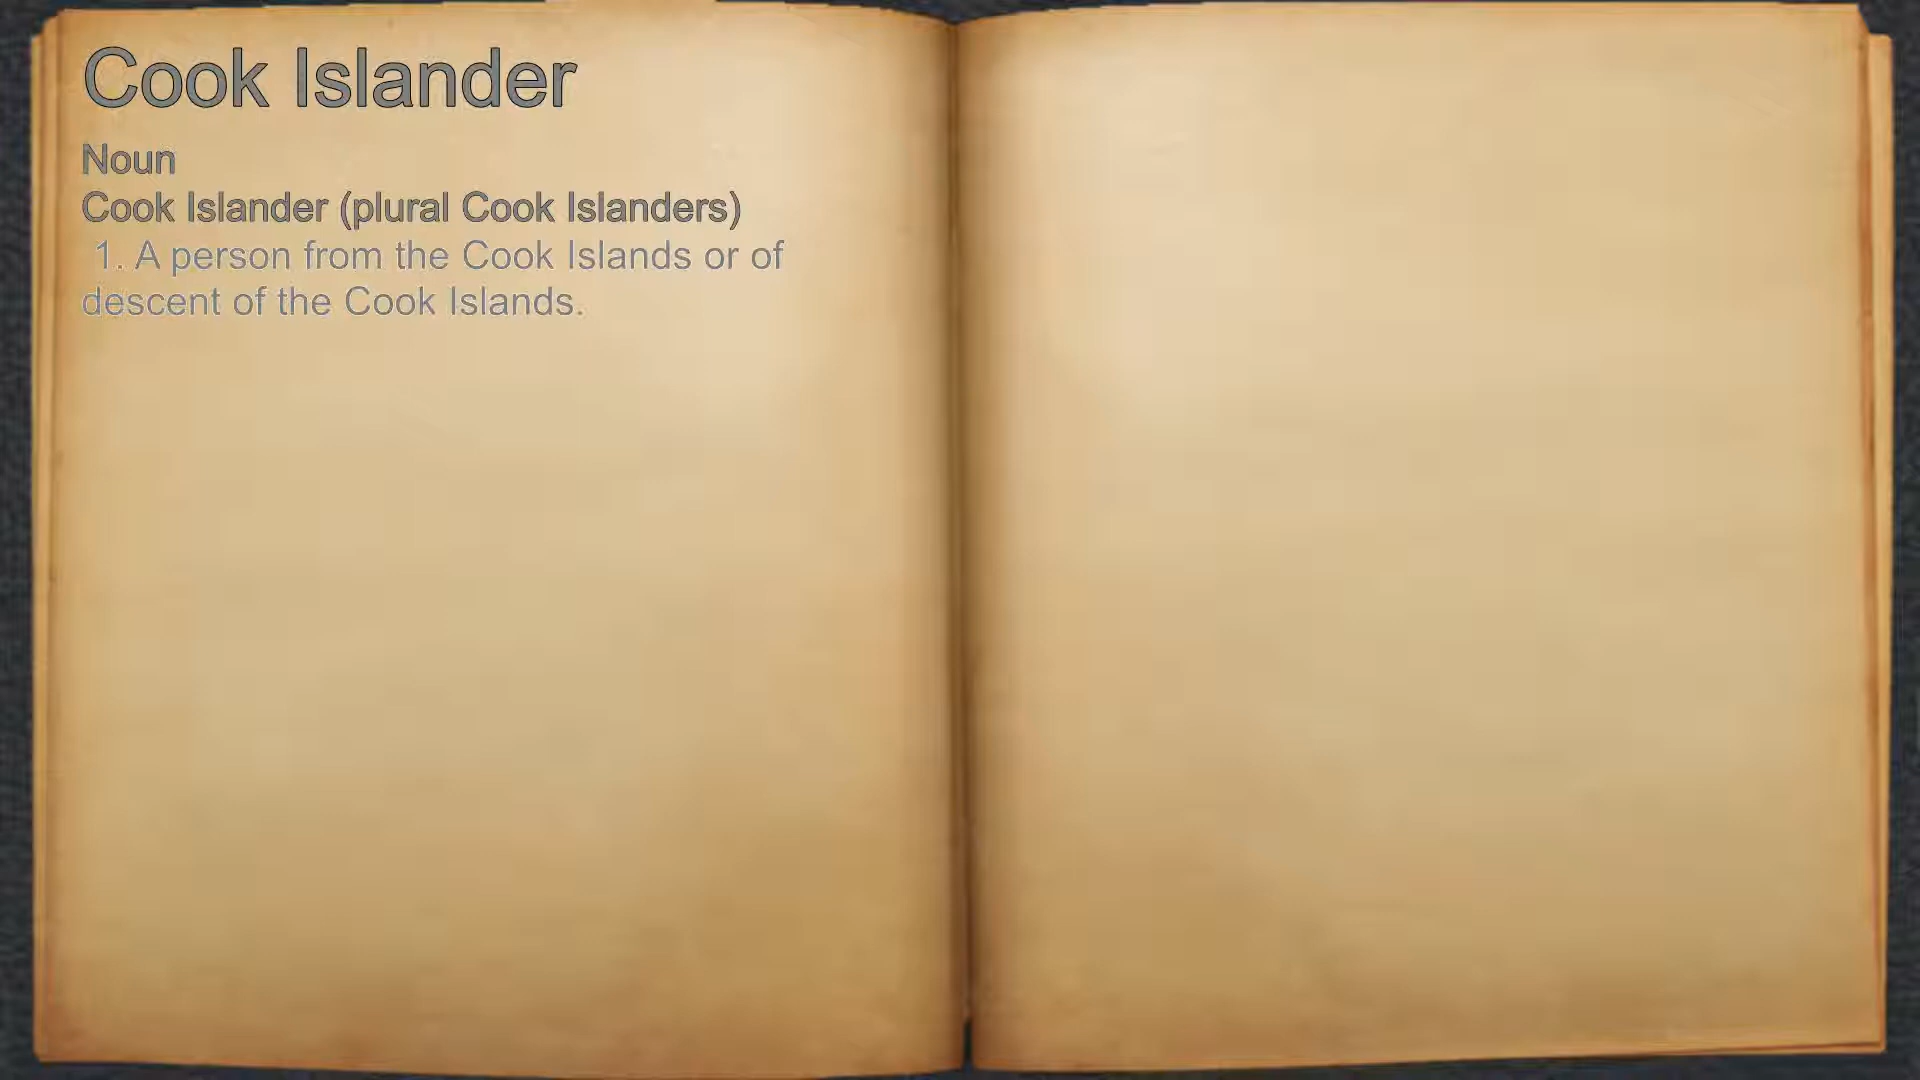 Cook Islander
Noun
Cook Islander (plural Cook Islanders)
1. A person from the Cook Islands or of
descent of the Cook Islands.